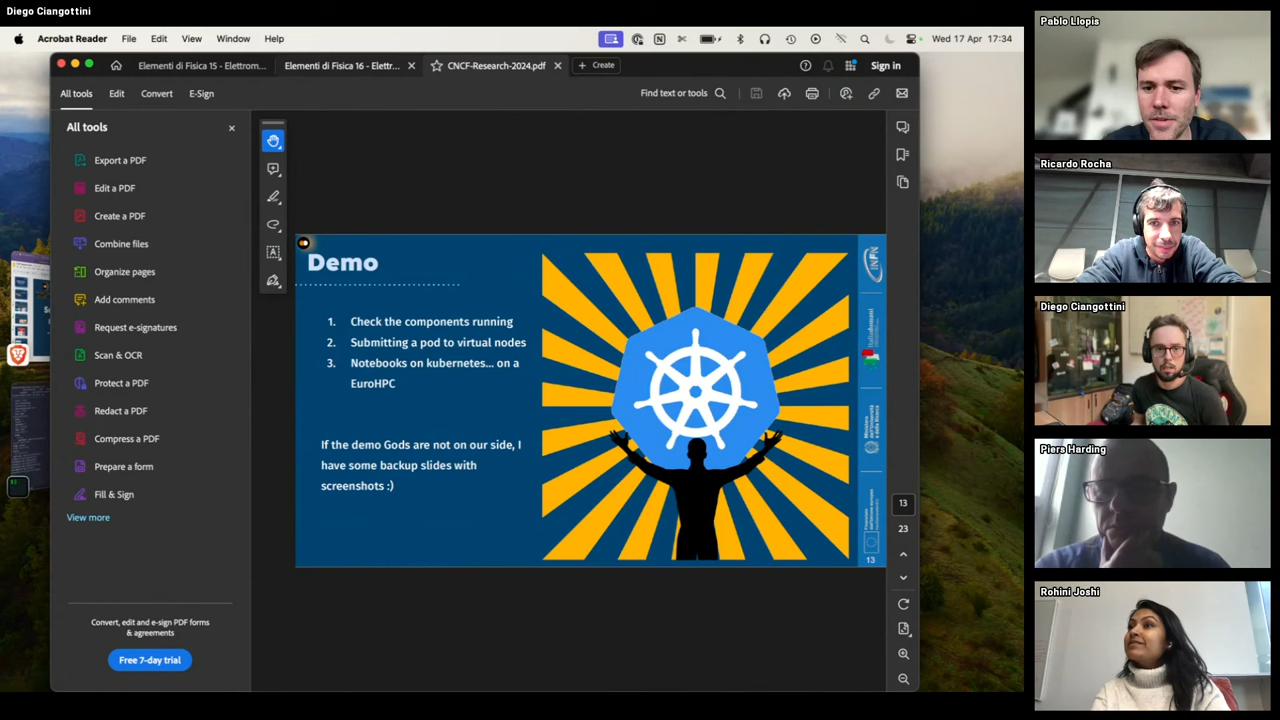 Diego Ciangottini
Acrobat Reader File Edit View Window Help
Wed 17 Apr 17:34
Elementi di Fisica 15 - Elettrom...
Elementi di Fisica 16 - Elettr...
CNCF-Research-2024.pdf
Create
Sign in
All tools Edit Convert E-Sign
Find text or tools
All tools
Export a PDF
Edit a PDF
Create a PDF
Combine files
Organize pages
Add comments
Request e-signatures
Scan & OCR
Protect a PDF
Redact a PDF
Compress a PDF
Prepare a form
Fill & Sign
View more
Convert, edit and e-sign PDF forms
& agreements
Free 7-day trial
Demo
1. Check the components running
2. Submitting a pod to virtual nodes
3. Notebooks on kubernetes... on a
EuroHPC
If the demo Gods are not on our side, I
have some backup slides with
screenshots :)
INFN
Italiadomani
13
13
23
Pablo Llopis
Ricardo Rocha
Diego Ciangottini
Piers Harding
Rohini Joshi